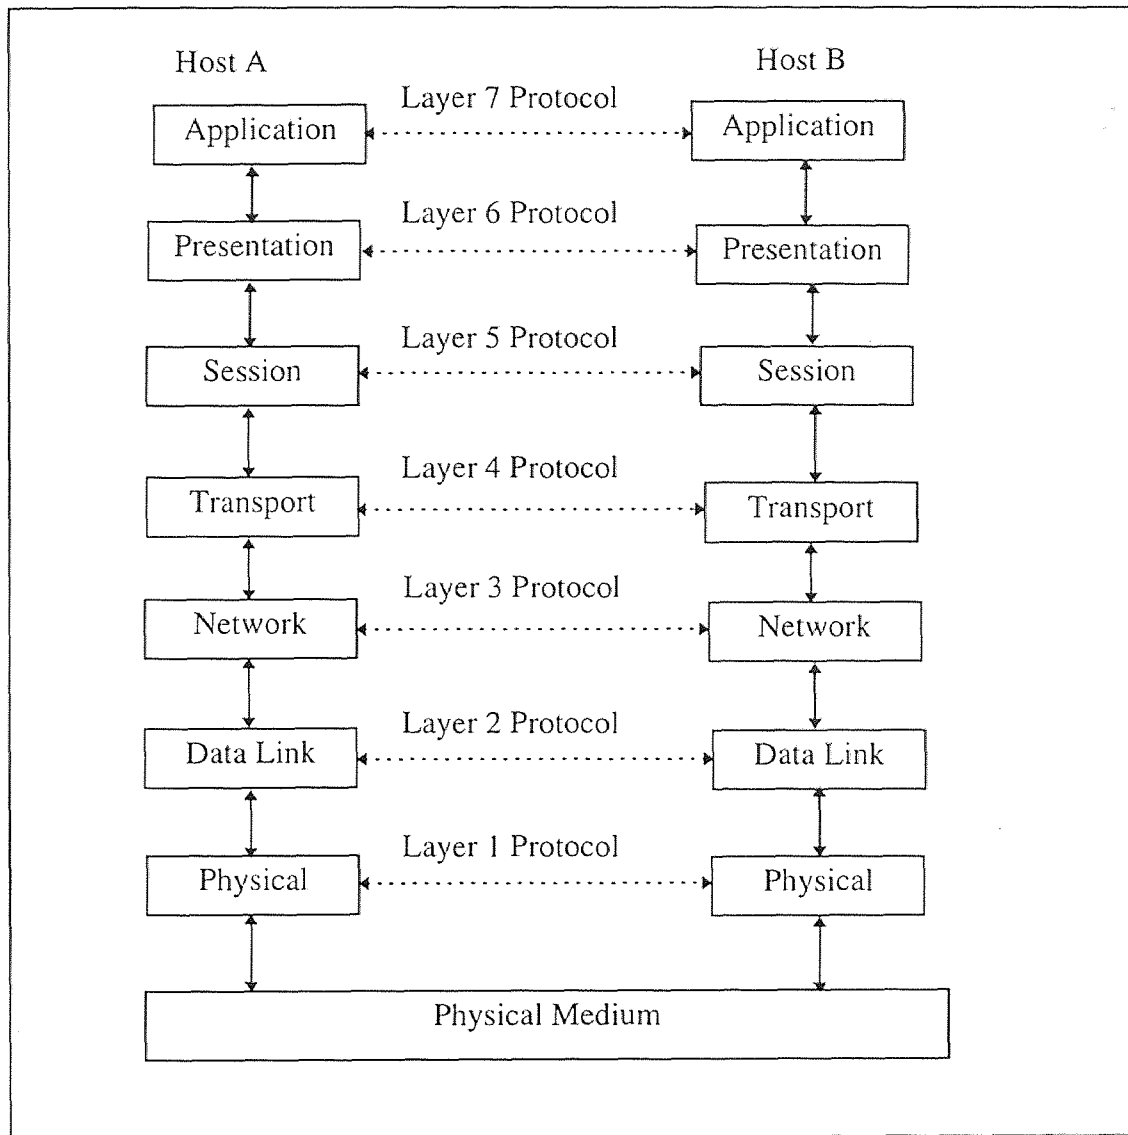 Host A
Host B
Layer 7 Protocol
Application
Application
Layer 6 Protocol
Presentation
Presentation
Layer 5 Protocol
Session
Session
Layer 4 Protocol
Transport
Transport
Layer 3 Protocol
Network
Network
Layer 2 Protocol
Data Link
Data Link
Layer 1 Protocol
Physical
Physical
Physical Medium